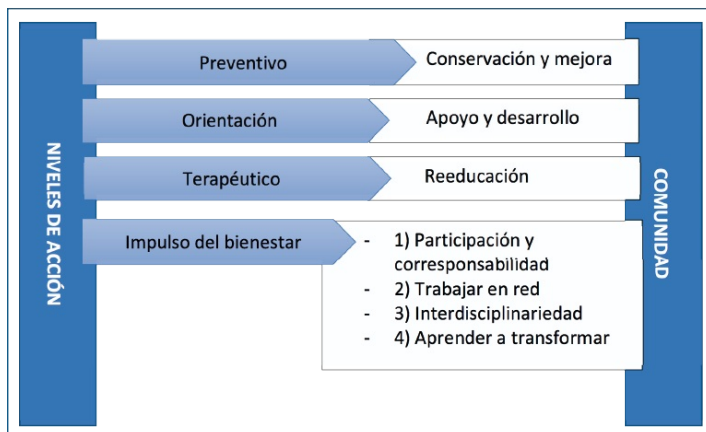 NIVELES DE ACCIÓN
Preventivo
Conservación y mejora
Orientación
Apoyo y desarrollo
Terapéutico
Reeducación
Impulso del bienestar
- 1) Participación y
corresponsabilidad
- 2) Trabajar en red
- 3) Interdisciplinariedad
- 4) Aprender a transformar
COMUNIDAD